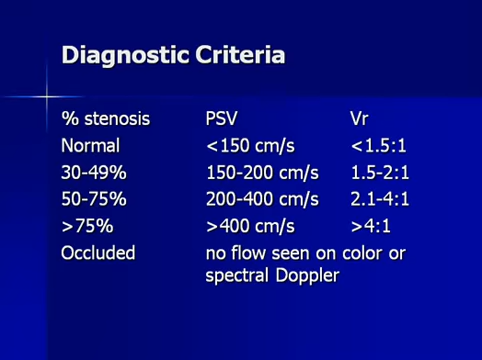 Diagnostic Criteria
% stenosis PSV Vr
Normal <150 cm/s <1.5:1
30-49% 150-200 cm/s 1.5-2:1
50-75% 200-400 cm/s 2.1-4:1
>75% >400 cm/s >4:1
Occluded no flow seen on color or
spectral Doppler